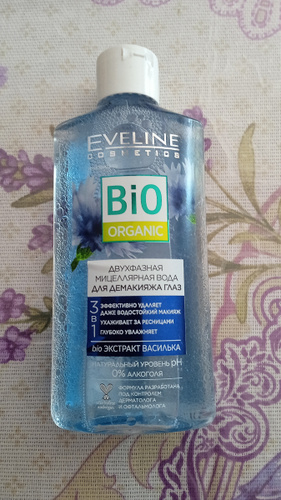 EVELINE
COSMETICS
BiO
ORGANIC
ДВУХФАЗНАЯ
МИЦЕЛЛЯРНАЯ ВОДА
ДЛЯ ДЕМАКИЯЖА ГЛАЗ
3 В 1
ЭФФЕКТИВНО УДАЛЯЕТ
ДАЖЕ ВОДОСТОЙКИЙ МАКИЯЖ
УХАЖИВАЕТ ЗА РЕСНИЦАМИ
ГЛУБОКО УВЛАЖНЯЕТ
bio ЭКСТРАКТ ВАСИЛЬКА
НАТУРАЛЬНЫЙ УРОВЕНЬ pH
0% АЛКОГОЛЯ
ФОРМУЛА РАЗРАБОТАНА
ПОД КОНТРОЛЕМ
ДЕРМАТОЛОГА
И ОФТАЛЬМОЛОГА